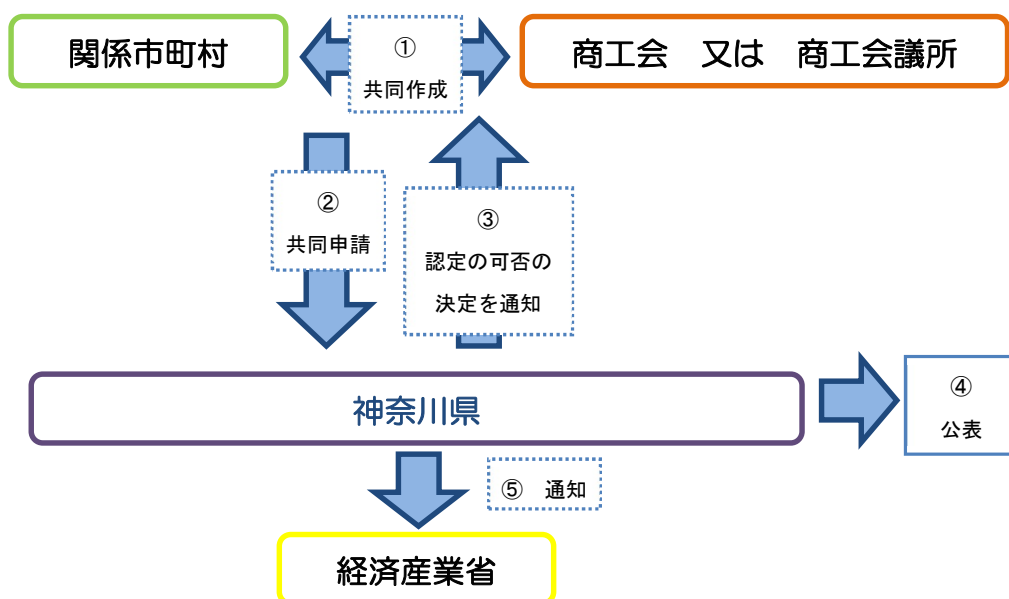 関係市町村
①
共同作成
商工会　又は　商工会議所
②
共同申請
③
認定の可否の
決定を通知
神奈川県
④
公表
⑤　通知
経済産業省